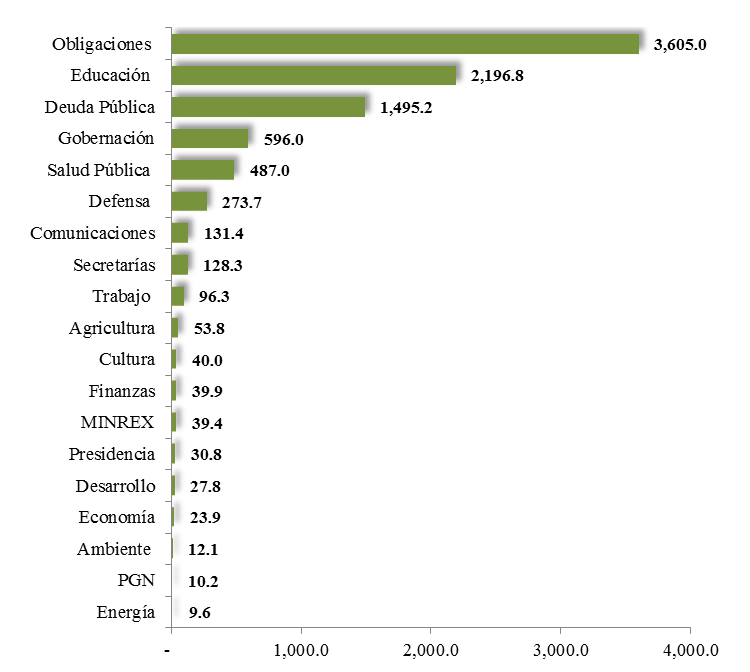 Obligaciones 3,605.0
Educación 2,196.8
Deuda Pública 1,495.2
Gobernación 596.0
Salud Pública 487.0
Defensa 273.7
Comunicaciones 131.4
Secretarías 128.3
Trabajo 96.3
Agricultura 53.8
Cultura 40.0
Finanzas 39.9
MINREX 39.4
Presidencia 30.8
Desarrollo 27.8
Economía 23.9
Ambiente 12.1
PGN 10.2
Energía 9.6
- 1,000.0 2,000.0 3,000.0 4,000.0